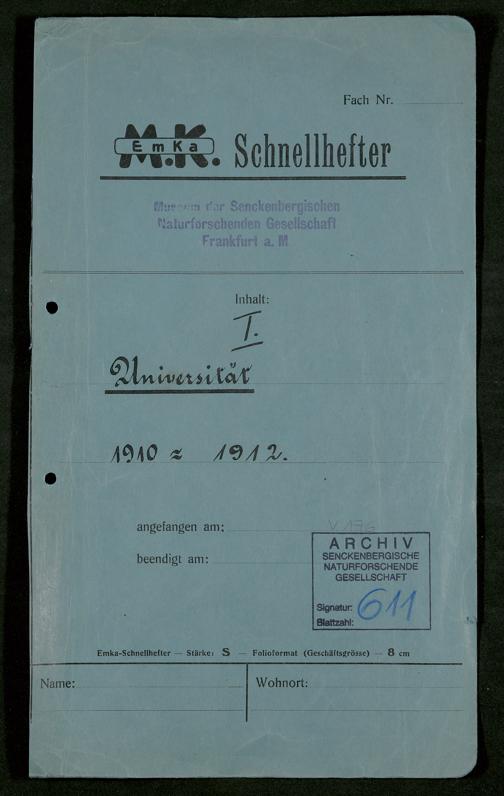 Fach Nr.
M.K. EmKa Schnellhefter
Museum der Senckenbergischen
Naturforschenden Gesellschaft
Frankfurt a. M
Inhalt:
I.
Universität
1910 = 1912.
angefangen am:
V 176
beendigt am:
ARCHIV
SENCKENBERGISCHE
NATURFORSCHENDE
GESELLSCHAFT
Signatur: 611
Blattzahl:
Emka-Schnellhefter — Stärke: S — Folioformat (Geschäftsgrösse) — 8 cm
Name:
Wohnort: